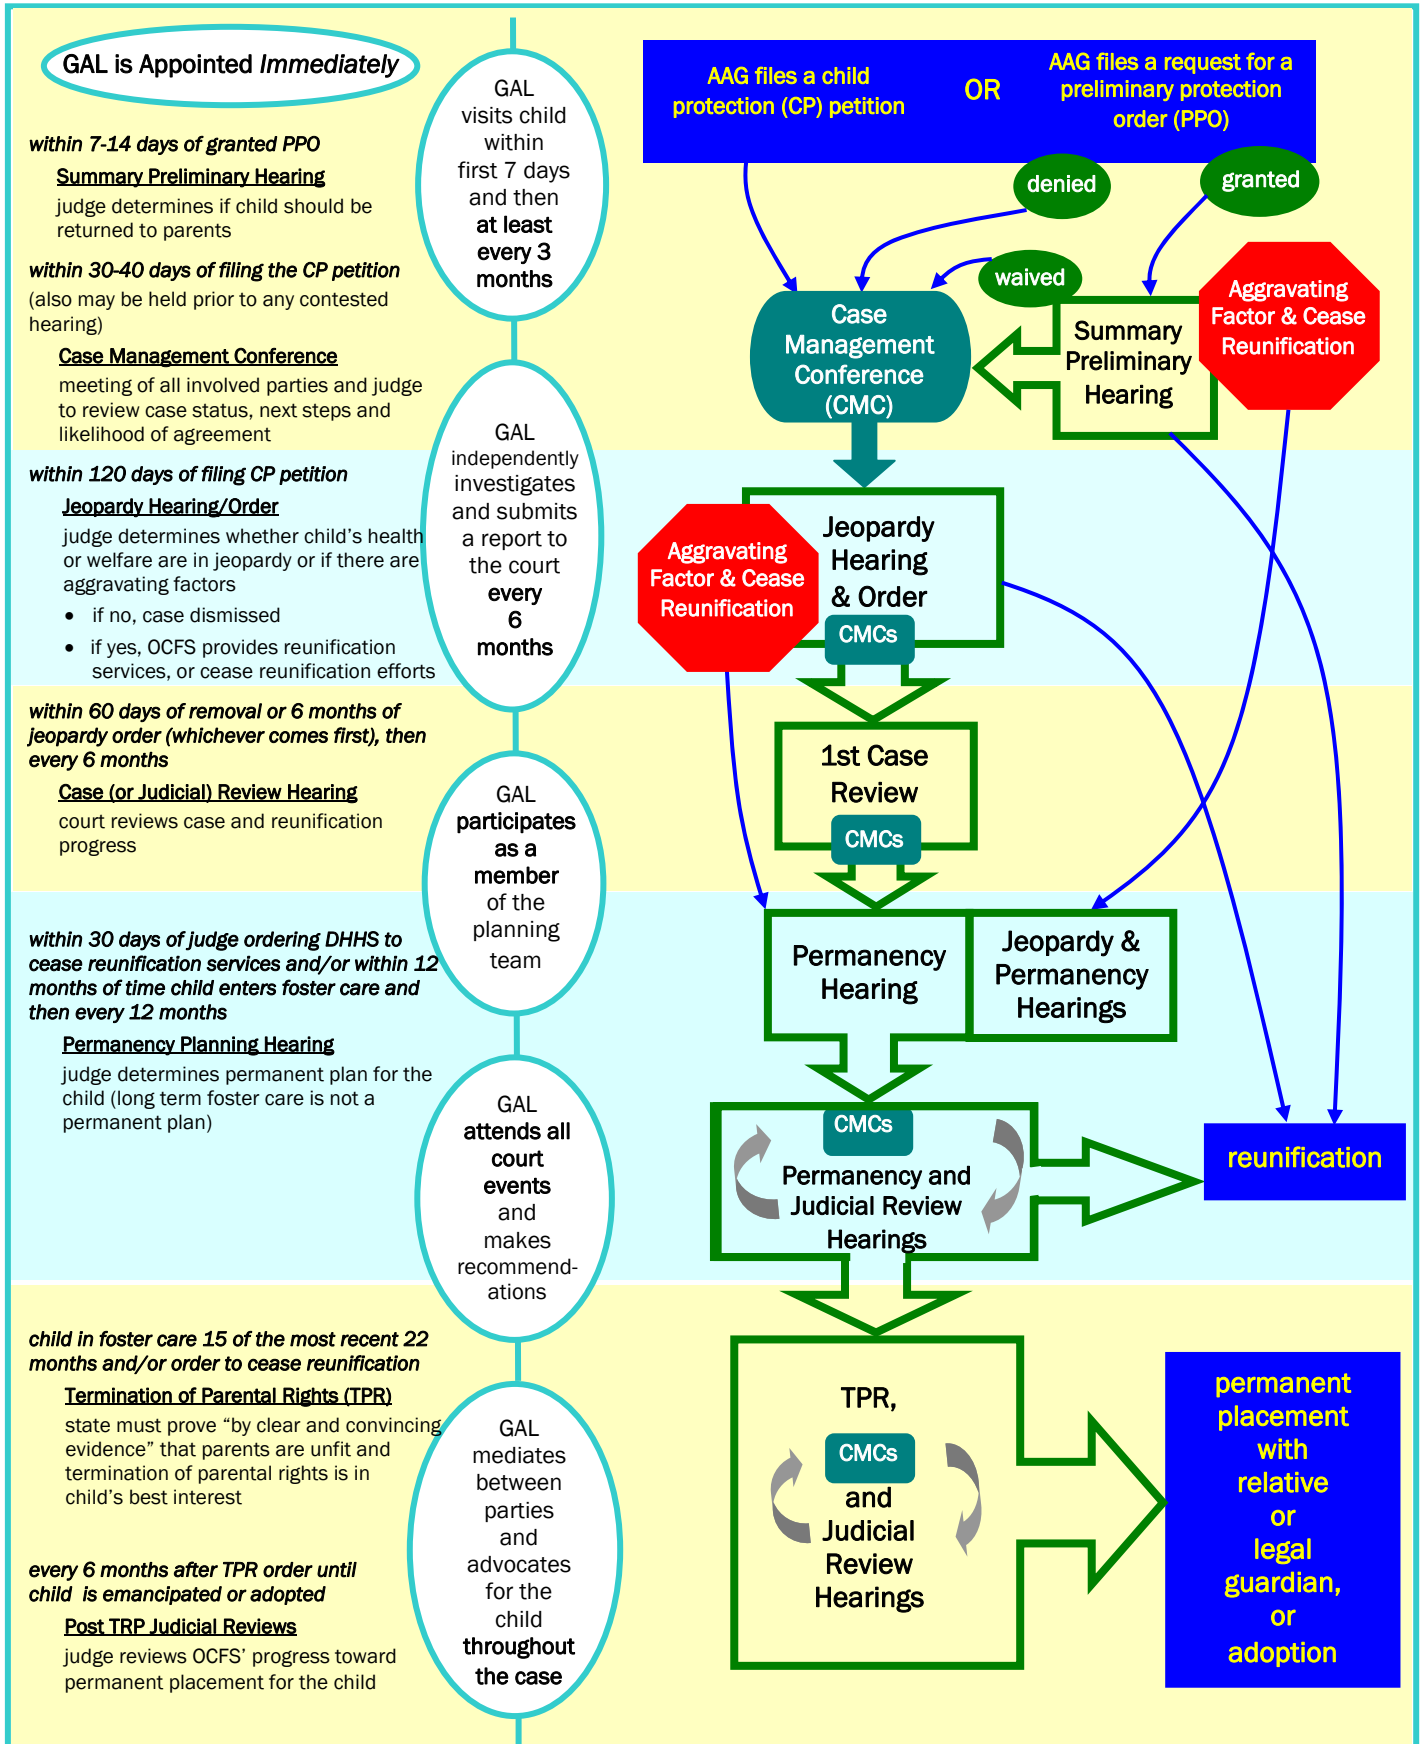 GAL is Appointed Immediately
within 7-14 days of granted PPO
Summary Preliminary Hearing
judge determines if child should be
returned to parents
within 30-40 days of filing the CP petition
(also may be held prior to any contested
hearing)
Case Management Conference
meeting of all involved parties and judge
to review case status, next steps and
likelihood of agreement
within 120 days of filing CP petition
Jeopardy Hearing/Order
judge determines whether child's health
or welfare are in jeopardy or if there are
aggravating factors
• if no, case dismissed
• if yes, OCFS provides reunification
services, or cease reunification efforts
within 60 days of removal or 6 months of
jeopardy order (whichever comes first), then
every 6 months
Case (or Judicial) Review Hearing
court reviews case and reunification
progress
within 30 days of judge ordering DHHS to
cease reunification services and/or within 12
months of time child enters foster care and
then every 12 months
Permanency Planning Hearing
judge determines permanent plan for the
child (long term foster care is not a
permanent plan)
child in foster care 15 of the most recent 22
months and/or order to cease reunification
Termination of Parental Rights (TPR)
state must prove “by clear and convincing
evidence” that parents are unfit and
termination of parental rights is in
child's best interest
every 6 months after TPR order until
child is emancipated or adopted
Post TRP Judicial Reviews
judge reviews OCFS' progress toward
permanent placement for the child
GAL
visits child
within
first 7 days
and then
at least
every 3
months
GAL
independently
investigates
and submits
a report to
the court
every
6
months
GAL
participates
as a
member
of the
planning
team
GAL
attends all
court
events
and
makes
recommend-
ations
GAL
mediates
between
parties
and
advocates
for the
child
throughout
the case
AAG files a child
protection (CP) petition
OR
AAG files a request for a
preliminary protection
order (PPO)
denied
granted
waived
Case
Management
Conference
(CMC)
Summary
Preliminary
Hearing
Aggravating
Factor & Cease
Reunification
Aggravating
Factor & Cease
Reunification
Jeopardy
Hearing
& Order
CMCs
1st Case
Review
CMCs
Permanency
Hearing
Jeopardy &
Permanency
Hearings
CMCs
Permanency and
Judicial Review
Hearings
reunification
TPR,
CMCs
and
Judicial
Review
Hearings
permanent
placement
with
relative
or
legal
guardian,
or
adoption